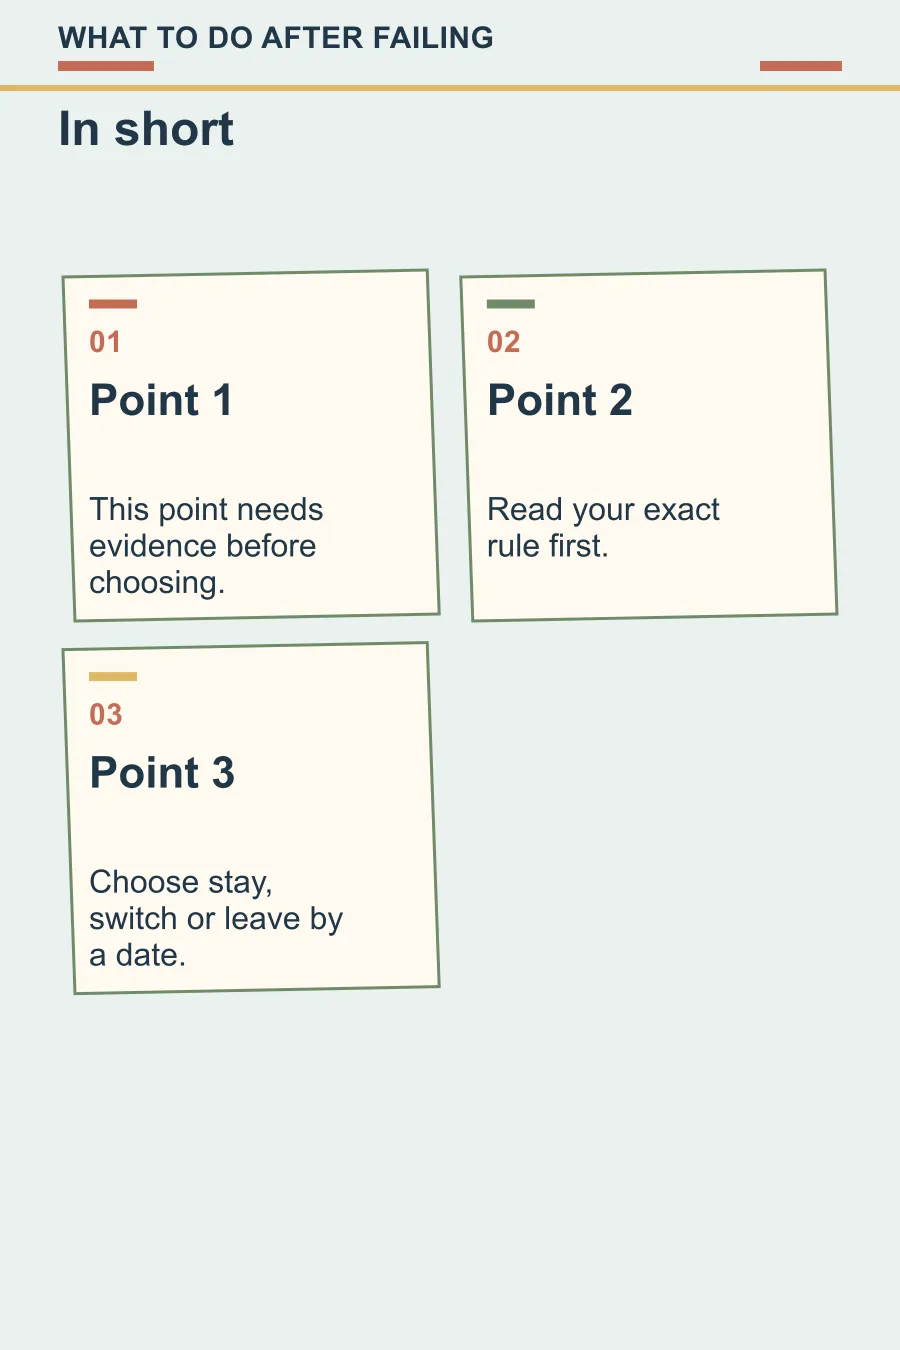 WHAT TO DO AFTER FAILING
In short
01
Point 1
This point needs
evidence before
choosing.
02
Point 2
Read your exact
rule first.
03
Point 3
Choose stay,
switch or leave by
a date.